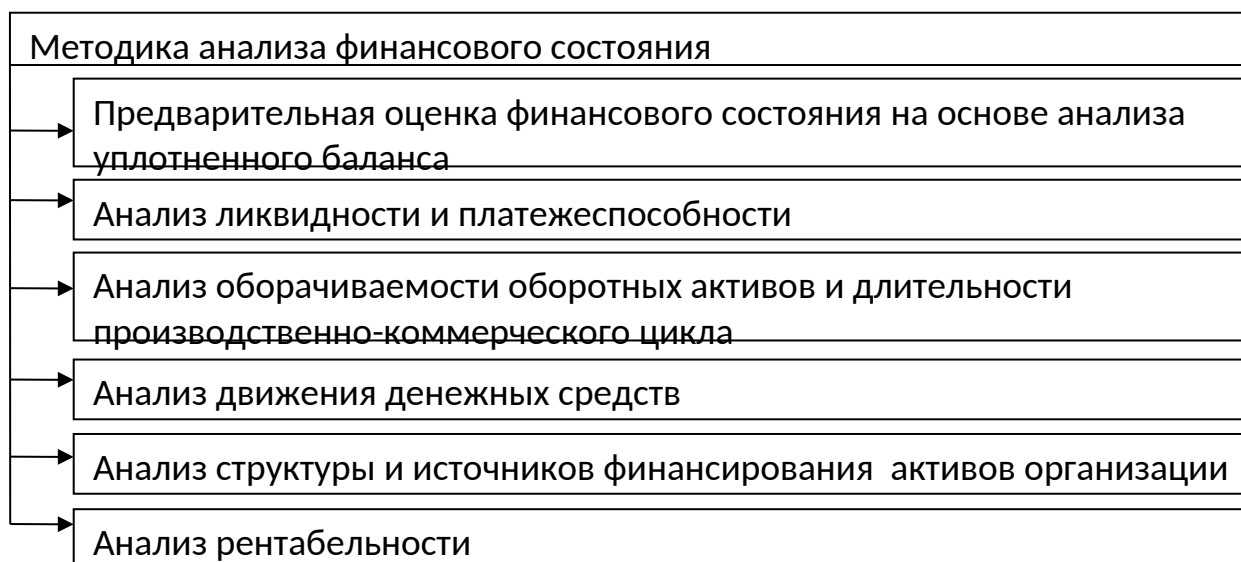 Методика анализа финансового состояния
Предварительная оценка финансового состояния на основе анализа
уплотненного баланса
Анализ ликвидности и платежеспособности
Анализ оборачиваемости оборотных активов и длительности
производственно-коммерческого цикла
Анализ движения денежных средств
Анализ структуры и источников финансирования  активов организации
Анализ рентабельности